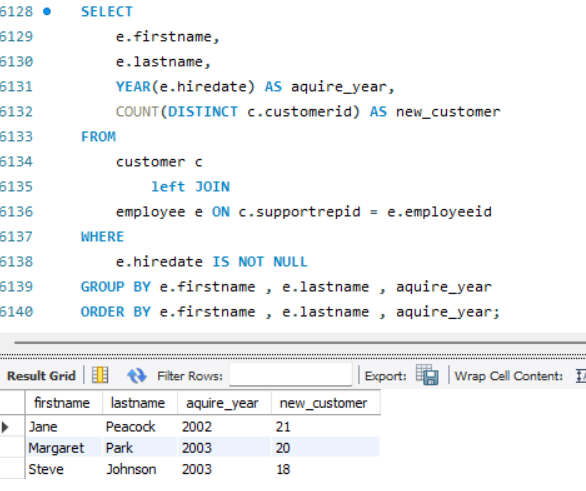 6128 SELECT
6129 e.firstname,
6130 e.lastname,
6131 YEAR(e.hiredate) AS aquire_year,
6132 COUNT(DISTINCT c.customerid) AS new_customer
6133 FROM
6134 customer c
6135 left JOIN
6136 employee e ON c.supportrepid = e.employeeid
6137 WHERE
6138 e.hiredate IS NOT NULL
6139 GROUP BY e.firstname , e.lastname , aquire_year
6140 ORDER BY e.firstname , e.lastname , aquire_year;
Result Grid Filter Rows: Export: Wrap Cell Content:
firstname lastname aquire_year new_customer
Jane Peacock 2002 21
Margaret Park 2003 20
Steve Johnson 2003 18